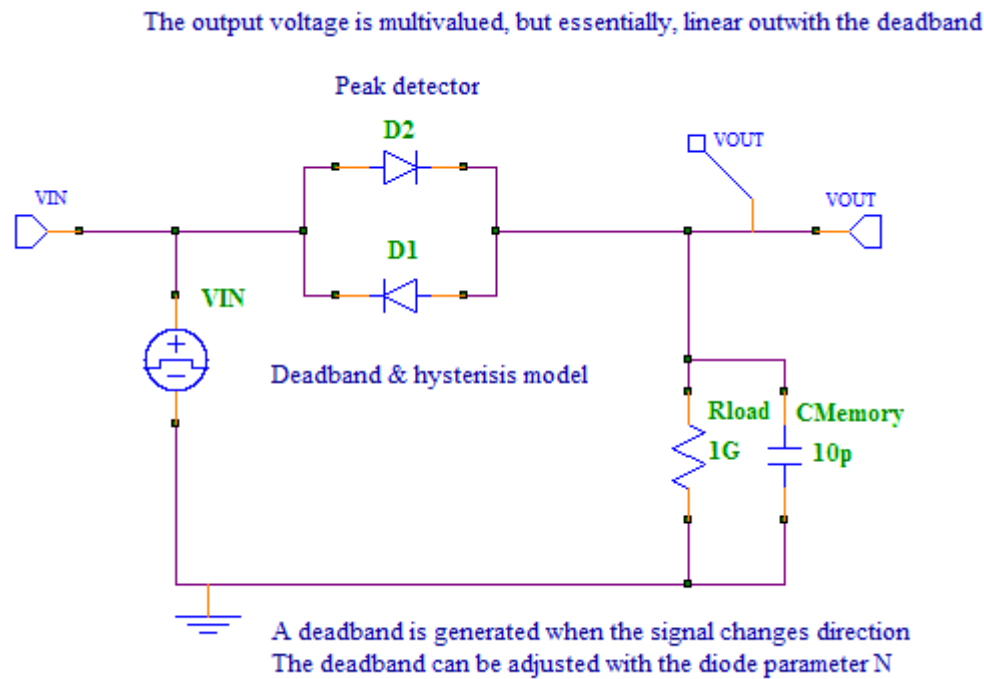 The output voltage is multivalued, but essentially, linear outwith the deadband
Peak detector
D2
VOUT
VIN
VOUT
D1
VIN
Deadband & hysterisis model
Rload
CMemory
1G
10p
A deadband is generated when the signal changes direction
The deadband can be adjusted with the diode parameter N